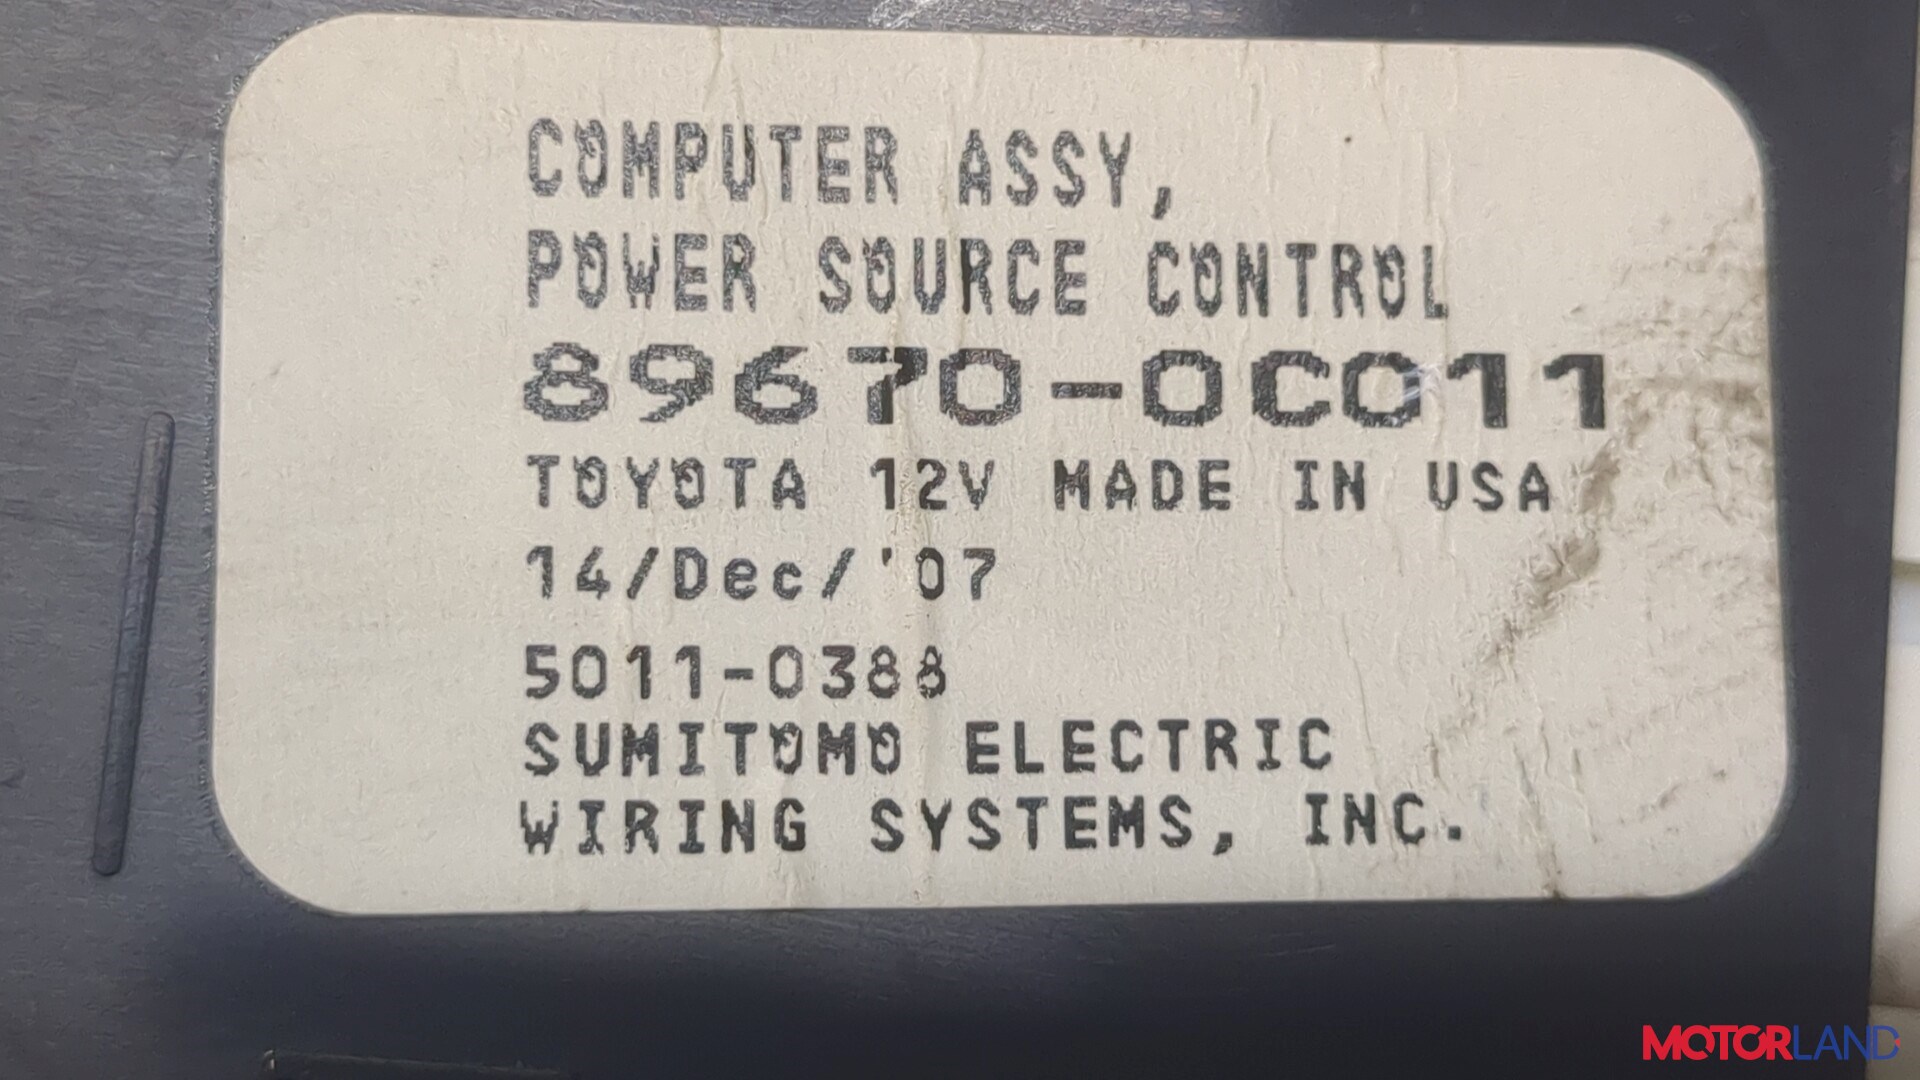 COMPUTER ASSY,
POWER SOURCE CONTROL
89670-0C011
TOYOTA 12V MADE IN USA
14/Dec/'07
5011-0388
SUMITOMO ELECTRIC
WIRING SYSTEMS, INC.
MOTORLAND